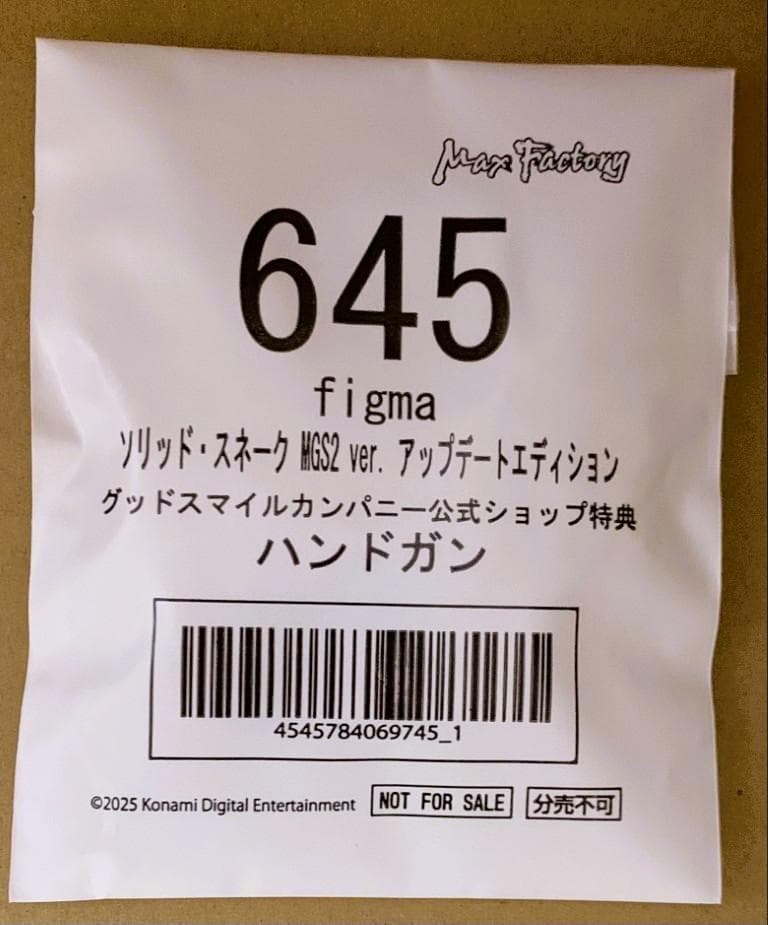 Max Factory
645
figma
ソリッド・スネーク MGS2 ver. アップデートエディション
グッドスマイルカンパニー公式ショップ特典
ハンドガン
4545784069745_1
©2025 Konami Digital Entertainment NOT FOR SALE 分売不可